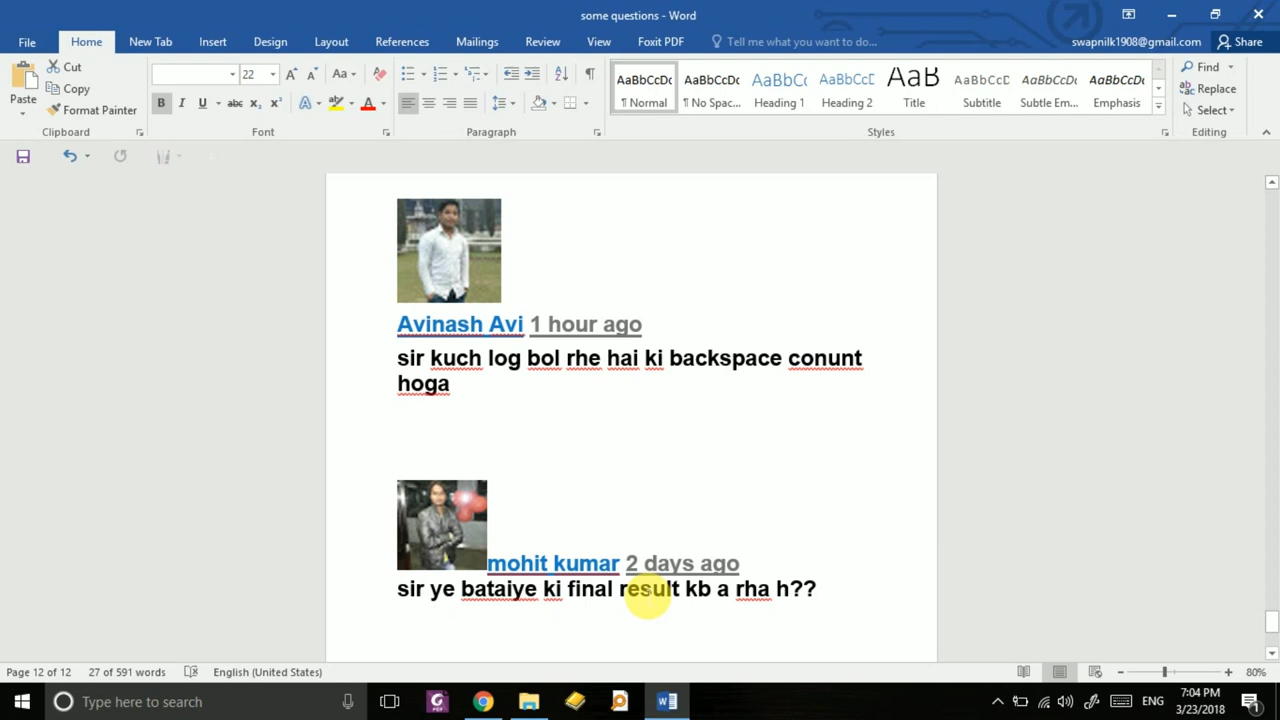 some questions - Word
File Home New Tab Insert Design Layout References Mailings Review View Foxit PDF Tell me what you want to do... swapnilk1908@gmail.com Share
Paste Cut Copy Format Painter
22 Aa
AaBbCcDc AaBbCcDc AaBbCc AaBbCcE AaB AaBbCcD AaBbCcDc AaBbCcDc
¶ Normal ¶ No Spac... Heading 1 Heading 2 Title Subtitle Subtle Em... Emphasis
Find Replace Select
Clipboard Font Paragraph Styles Editing
Avinash Avi 1 hour ago
sir kuch log bol rhe hai ki backspace conunt
hoga
mohit kumar 2 days ago
sir ye bataiye ki final result kb a rha h??
Page 12 of 12 27 of 591 words English (United States) 80%
Type here to search ENG 7:04 PM
3/23/2018